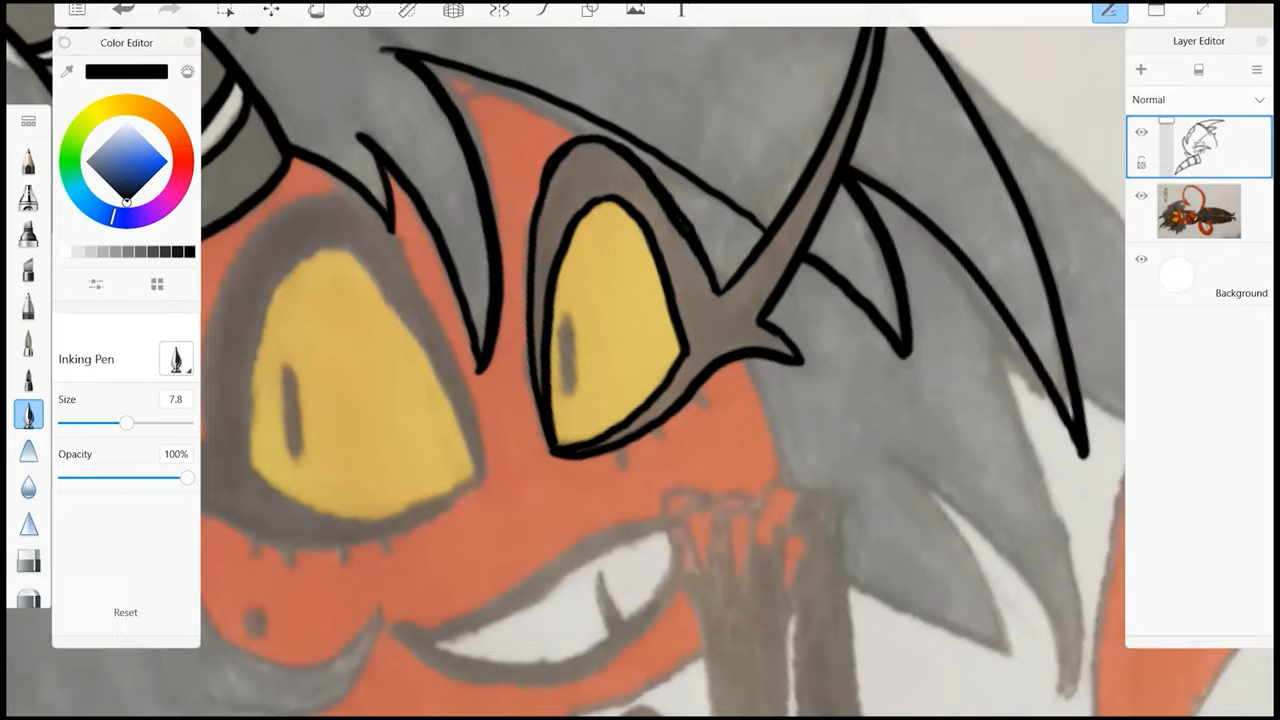 Color Editor
Inking Pen
Size
7.8
Opacity
100%
Reset
Layer Editor
Normal
Background